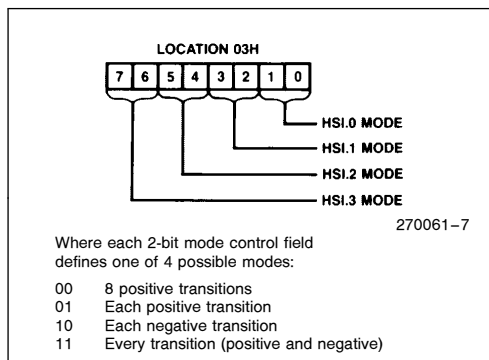 LOCATION 03H
7 6 5 4 3 2 1 0
HSI.0 MODE
HSI.1 MODE
HSI.2 MODE
HSI.3 MODE
270061–7
Where each 2-bit mode control field
defines one of 4 possible modes:
00 8 positive transitions
01 Each positive transition
10 Each negative transition
11 Every transition (positive and negative)